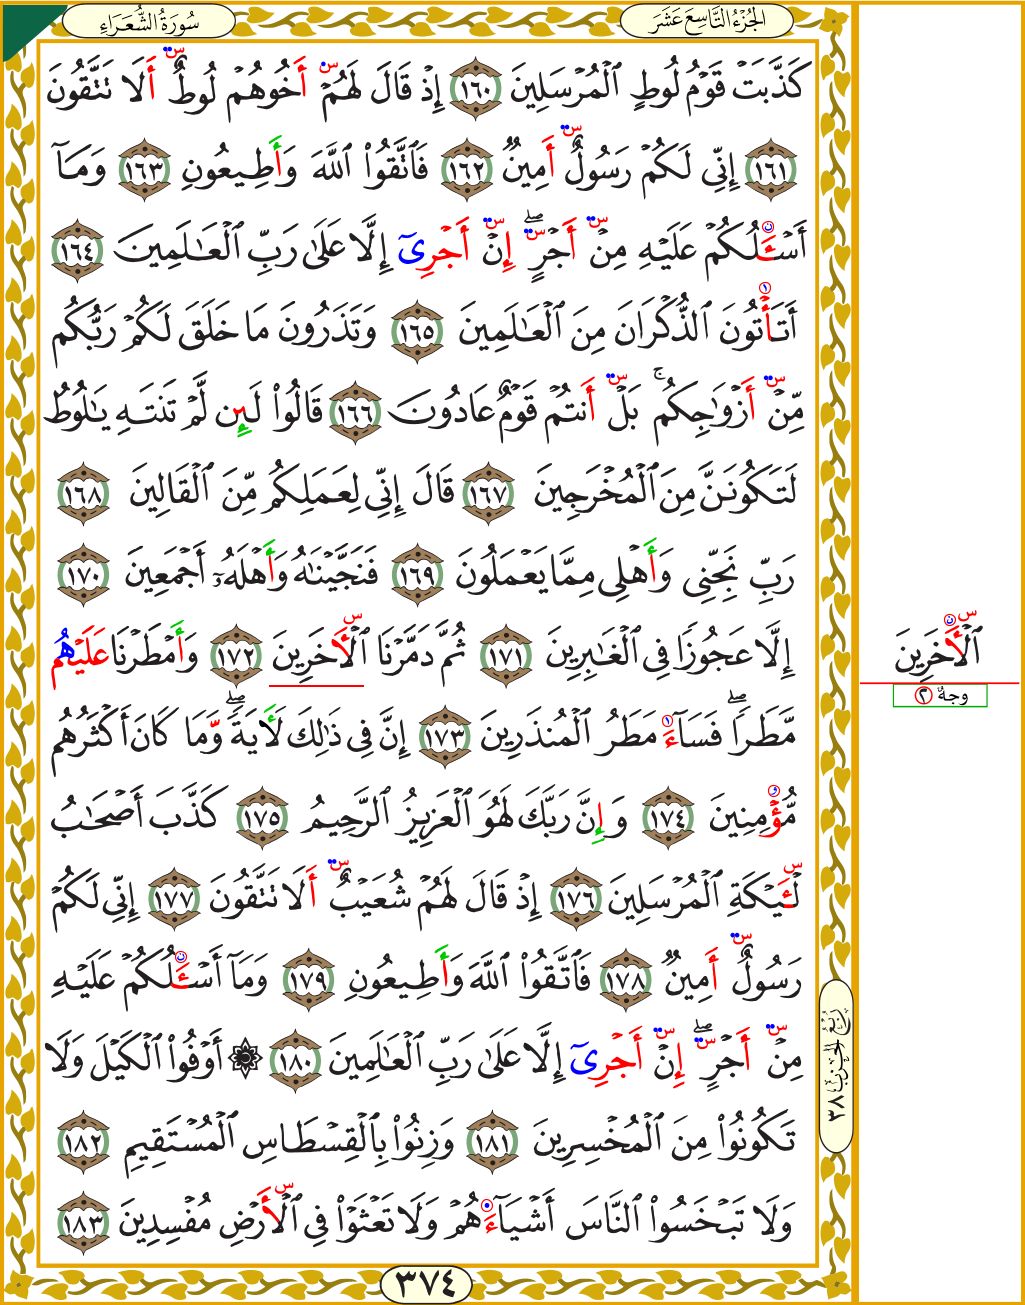 سُورَةُ الشُّعَرَاءِ
الجُزْءُ التَّاسِعَ عَشَرَ
كَذَّبَتْ قَوْمُ لُوطٍ ٱلْمُرْسَلِينَ ١٦٠ إِذْ قَالَ لَهُمْ أَخُوهُمْ لُوطٌ أَلَا تَتَّقُونَ
١٦١ إِنِّي لَكُمْ رَسُولٌ أَمِينٌ ١٦٢ فَٱتَّقُوا۟ ٱللَّهَ وَأَطِيعُونِ ١٦٣ وَمَآ
أَسْـَٔلُكُمْ عَلَيْهِ مِنْ أَجْرٍ ۖ إِنْ أَجْرِىَ إِلَّا عَلَىٰ رَبِّ ٱلْعَـٰلَمِينَ ١٦٤
أَتَأْتُونَ ٱلذُّكْرَانَ مِنَ ٱلْعَـٰلَمِينَ ١٦٥ وَتَذَرُونَ مَا خَلَقَ لَكُمْ رَبُّكُم
مِّنْ أَزْوَٰجِكُم ۚ بَلْ أَنتُمْ قَوْمٌ عَادُونَ ١٦٦ قَالُوا۟ لَئِن لَّمْ تَنتَهِ يَـٰلُوطُ
لَتَكُونَنَّ مِنَ ٱلْمُخْرَجِينَ ١٦٧ قَالَ إِنِّي لِعَمَلِكُم مِّنَ ٱلْقَالِينَ ١٦٨
رَبِّ نَجِّنِي وَأَهْلِي مِمَّا يَعْمَلُونَ ١٦٩ فَنَجَّيْنَـٰهُ وَأَهْلَهُۥٓ أَجْمَعِينَ ١٧٠
إِلَّا عَجُوزًا فِي ٱلْغَـٰبِرِينَ ١٧١ ثُمَّ دَمَّرْنَا ٱلْأَخَرِينَ ١٧٢ وَأَمْطَرْنَا عَلَيْهُم
مَّطَرًا ۖ فَسَآءَ مَطَرُ ٱلْمُنذَرِينَ ١٧٣ إِنَّ فِي ذَٰلِكَ لَأَيَةً ۖ وَمَا كَانَ أَكْثَرُهُم
مُّؤْمِنِينَ ١٧٤ وَإِنَّ رَبَّكَ لَهُوَ ٱلْعَزِيزُ ٱلرَّحِيمُ ١٧٥ كَذَّبَ أَصْحَـٰبُ
لْـَٔيْكَةِ ٱلْمُرْسَلِينَ ١٧٦ إِذْ قَالَ لَهُمْ شُعَيْبٌ أَلَا تَتَّقُونَ ١٧٧ إِنِّي لَكُمْ
رَسُولٌ أَمِينٌ ١٧٨ فَٱتَّقُوا۟ ٱللَّهَ وَأَطِيعُونِ ١٧٩ وَمَآ أَسْـَٔلُكُمْ عَلَيْهِ
مِنْ أَجْرٍ ۖ إِنْ أَجْرِىَ إِلَّا عَلَىٰ رَبِّ ٱلْعَـٰلَمِينَ ١٨٠ ۞ أَوْفُوا۟ ٱلْكَيْلَ وَلَا
تَكُونُوا۟ مِنَ ٱلْمُخْسِرِينَ ١٨١ وَزِنُوا۟ بِٱلْقِسْطَاسِ ٱلْمُسْتَقِيمِ ١٨٢
وَلَا تَبْخَسُوا۟ ٱلنَّاسَ أَشْيَآءَهُمْ وَلَا تَعْثَوْا۟ فِي ٱلْأَرْضِ مُفْسِدِينَ ١٨٣
٣٧٤
ٱلْأَخَرِينَ
وجهٌ ٢
رُبْعُ الحِزْب ٣٨